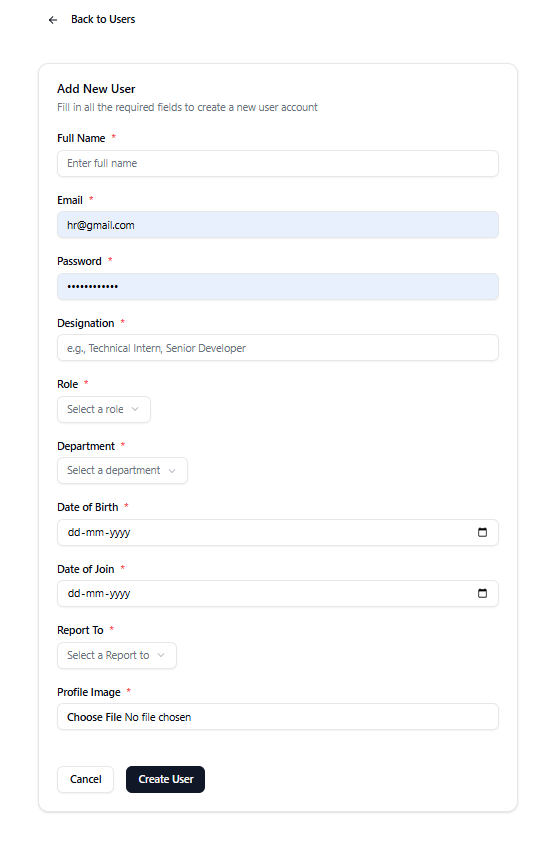 Back to Users
Add New User
Fill in all the required fields to create a new user account
Full Name *
Enter full name
Email *
hr@gmail.com
Password *
••••••••••••
Designation *
e.g., Technical Intern, Senior Developer
Role *
Select a role
Department *
Select a department
Date of Birth *
dd-mm-yyyy
Date of Join *
dd-mm-yyyy
Report To *
Select a Report to
Profile Image *
Choose File No file chosen
Cancel Create User